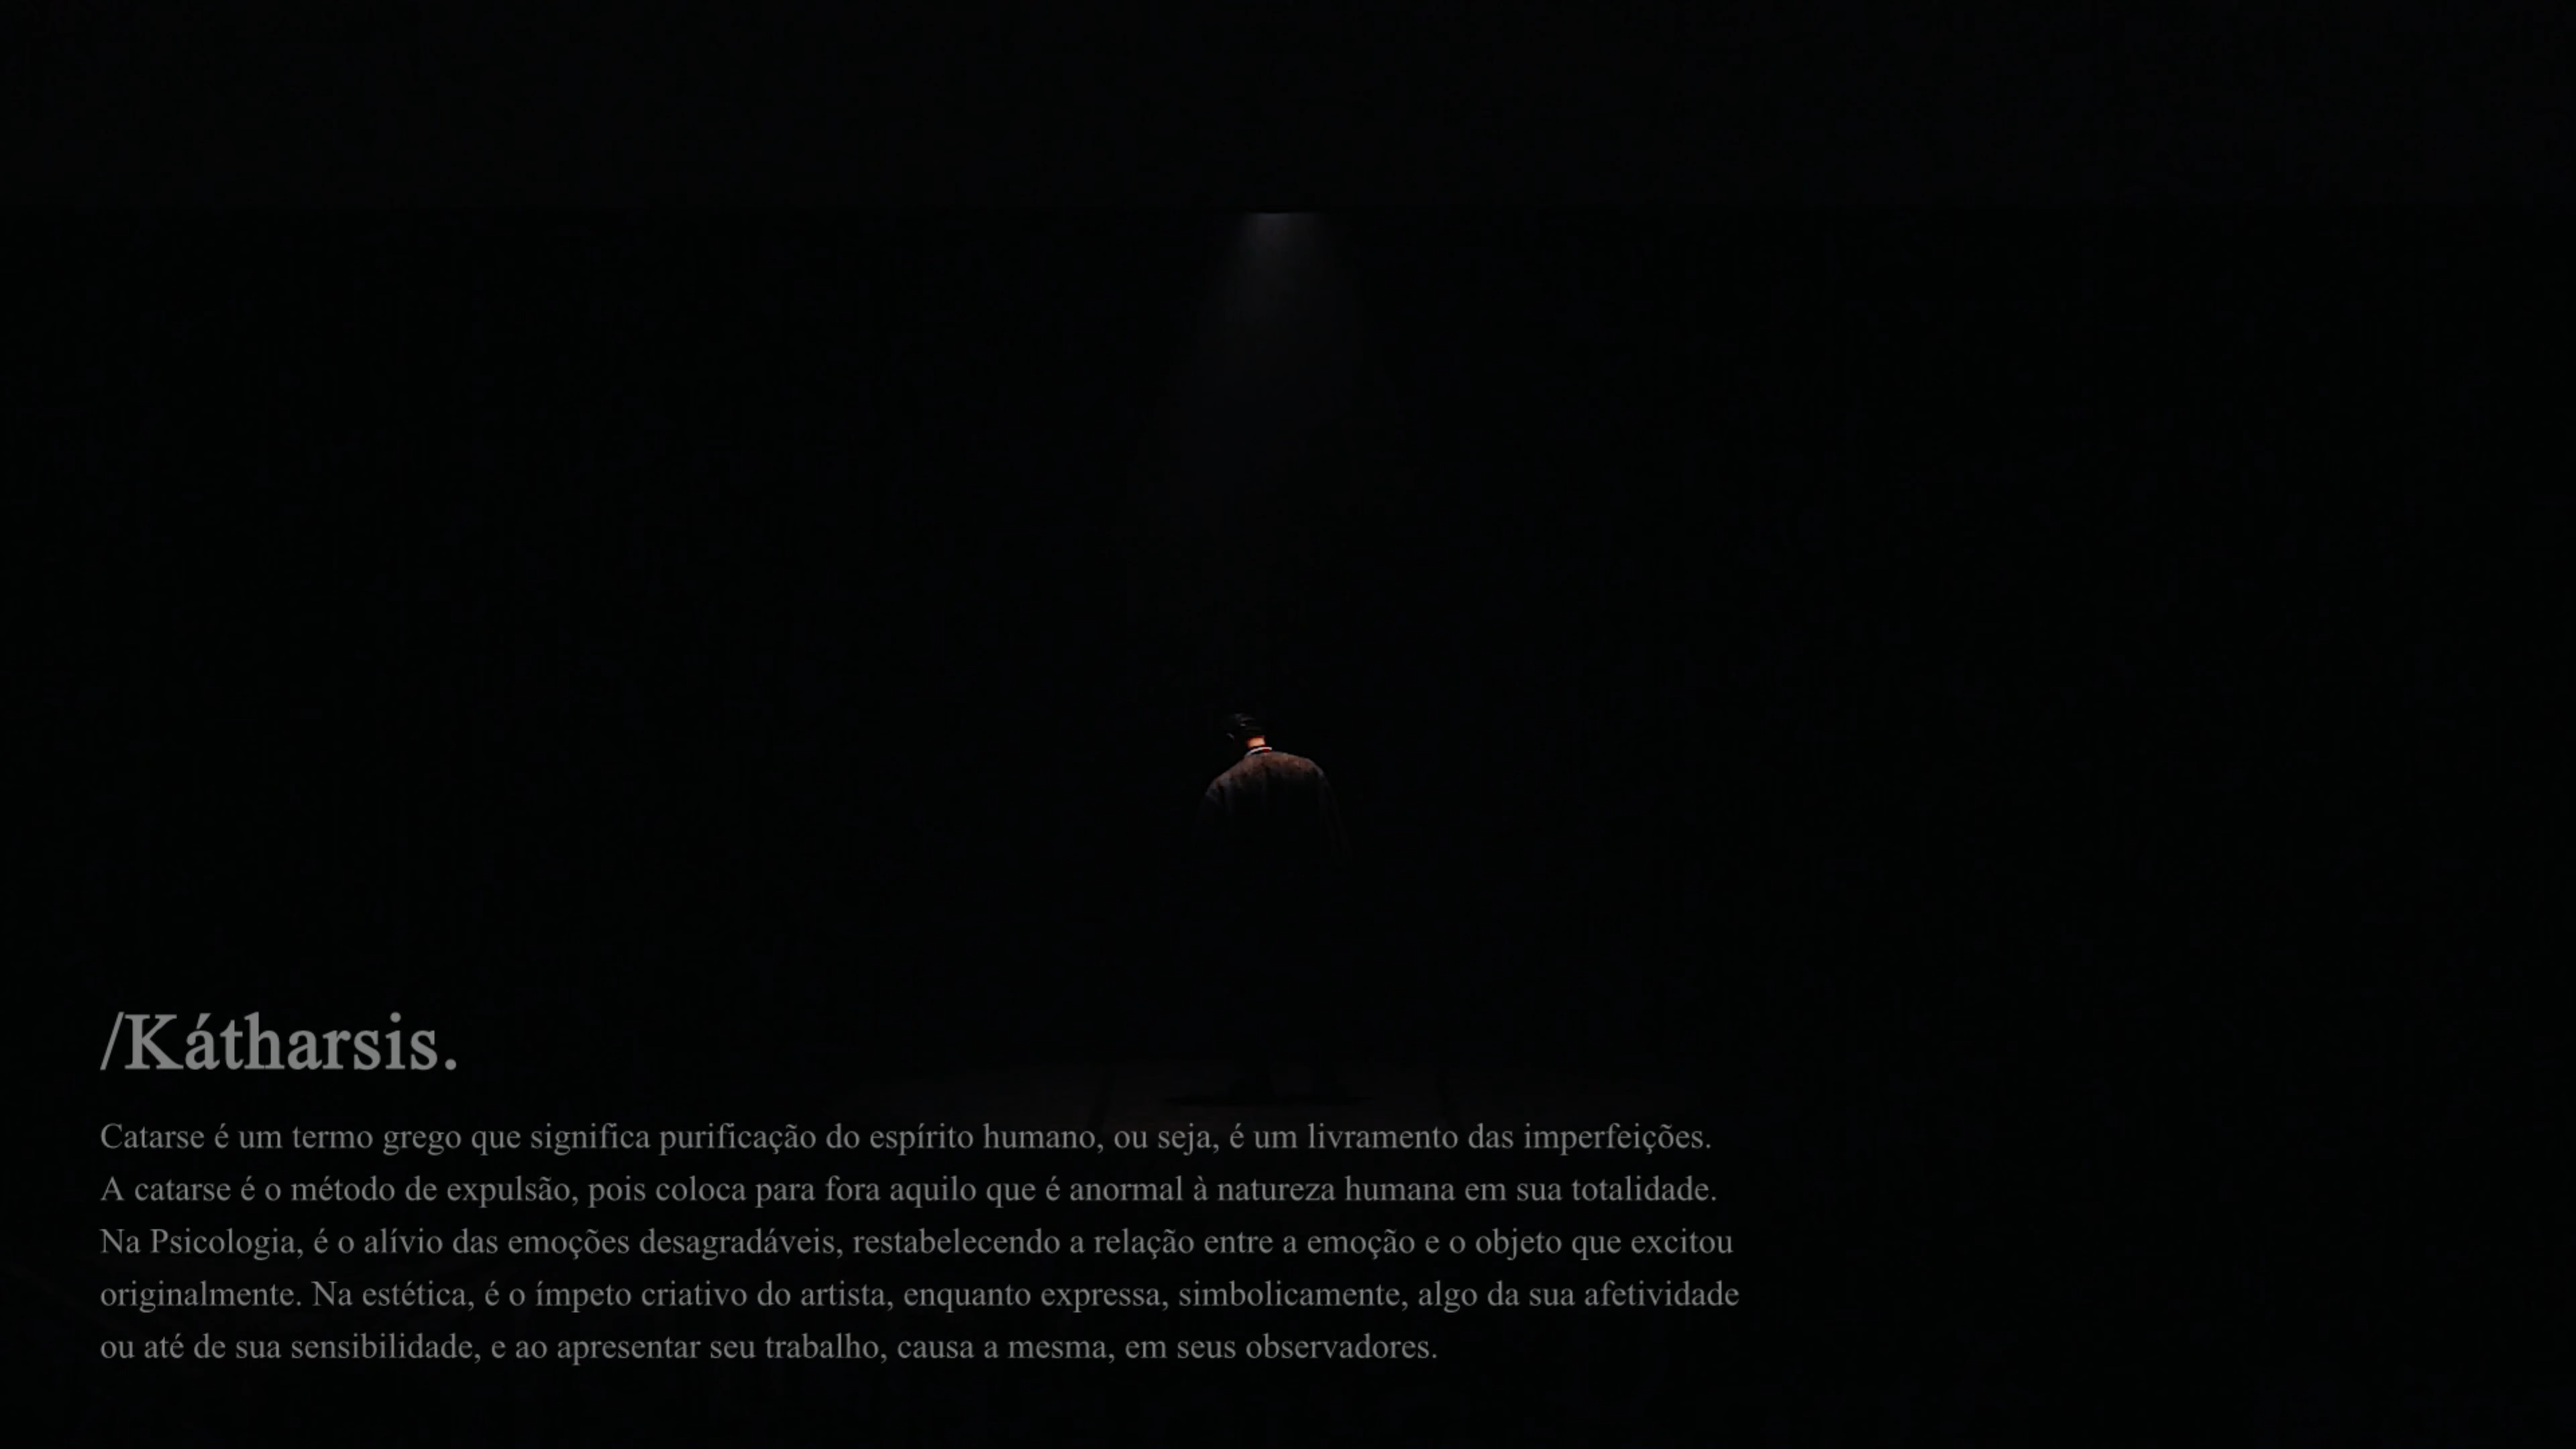 /Kátharsis.
Catarse é um termo grego que significa purificação do espírito humano, ou seja, é um livramento das imperfeições.
A catarse é o método de expulsão, pois coloca para fora aquilo que é anormal à natureza humana em sua totalidade.
Na Psicologia, é o alívio das emoções desagradáveis, restabelecendo a relação entre a emoção e o objeto que excitou
originalmente. Na estética, é o ímpeto criativo do artista, enquanto expressa, simbolicamente, algo da sua afetividade
ou até de sua sensibilidade, e ao apresentar seu trabalho, causa a mesma, em seus observadores.